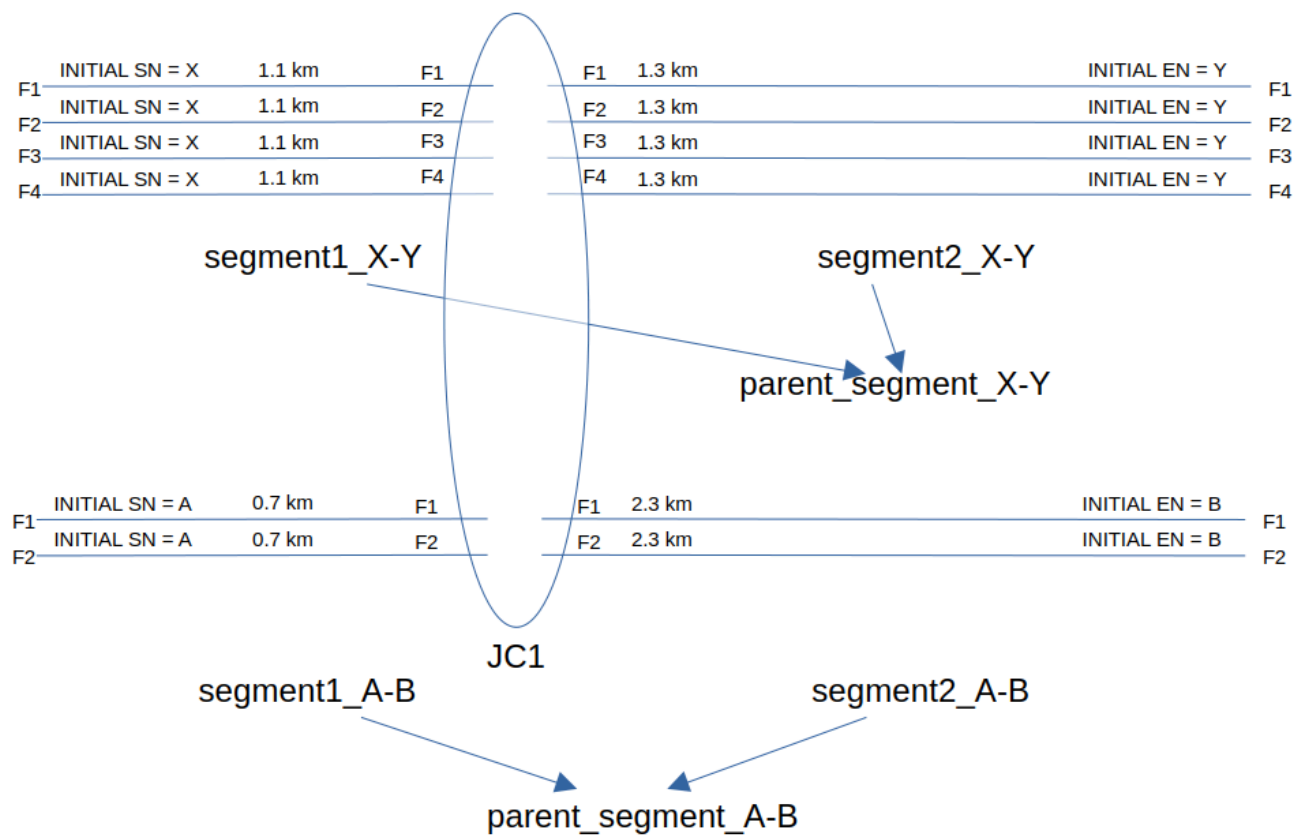 INITIAL SN = X 1.1 km F1 F1 1.3 km INITIAL EN = Y
F1 F1
INITIAL SN = X 1.1 km F2 F2 1.3 km INITIAL EN = Y
F2 F2
INITIAL SN = X 1.1 km F3 F3 1.3 km INITIAL EN = Y
F3 F3
INITIAL SN = X 1.1 km F4 F4 1.3 km INITIAL EN = Y
F4 F4
segment1_X-Y segment2_X-Y
parent_segment_X-Y
INITIAL SN = A 0.7 km F1 F1 2.3 km INITIAL EN = B
F1 F1
INITIAL SN = A 0.7 km F2 F2 2.3 km INITIAL EN = B
F2 F2
JC1
segment1_A-B segment2_A-B
parent_segment_A-B